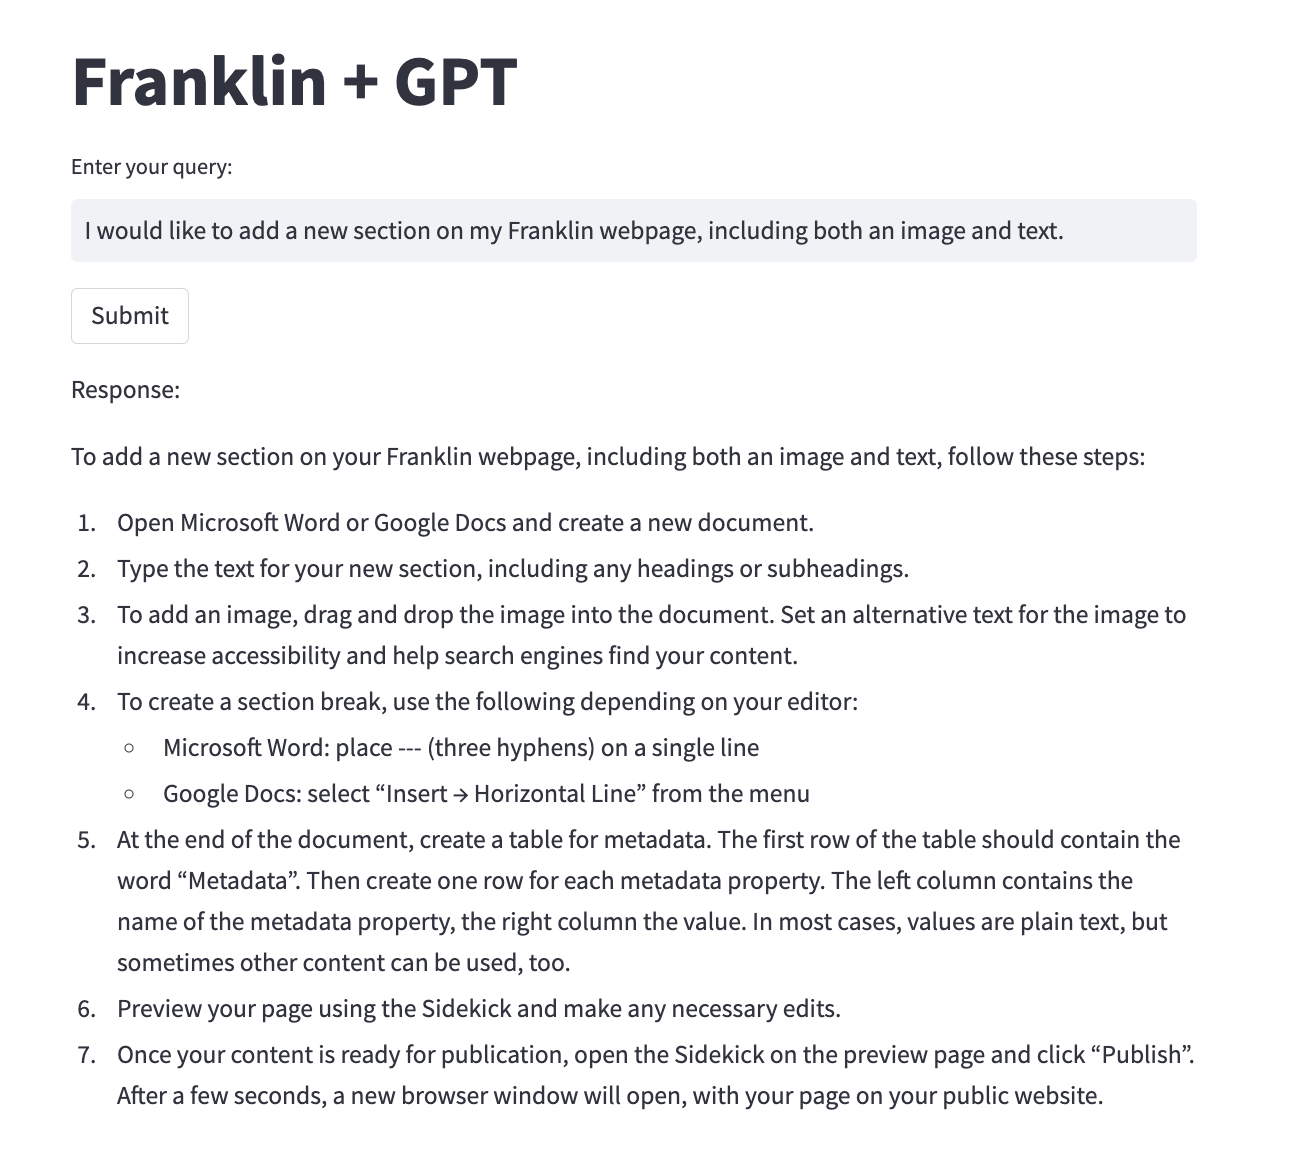 Franklin + GPT
Enter your query:
I would like to add a new section on my Franklin webpage, including both an image and text.
Submit
Response:
To add a new section on your Franklin webpage, including both an image and text, follow these steps:
1. Open Microsoft Word or Google Docs and create a new document.
2. Type the text for your new section, including any headings or subheadings.
3. To add an image, drag and drop the image into the document. Set an alternative text for the image to
increase accessibility and help search engines find your content.
4. To create a section break, use the following depending on your editor:
○ Microsoft Word: place --- (three hyphens) on a single line
○ Google Docs: select “Insert → Horizontal Line” from the menu
5. At the end of the document, create a table for metadata. The first row of the table should contain the
word “Metadata”. Then create one row for each metadata property. The left column contains the
name of the metadata property, the right column the value. In most cases, values are plain text, but
sometimes other content can be used, too.
6. Preview your page using the Sidekick and make any necessary edits.
7. Once your content is ready for publication, open the Sidekick on the preview page and click “Publish”.
After a few seconds, a new browser window will open, with your page on your public website.